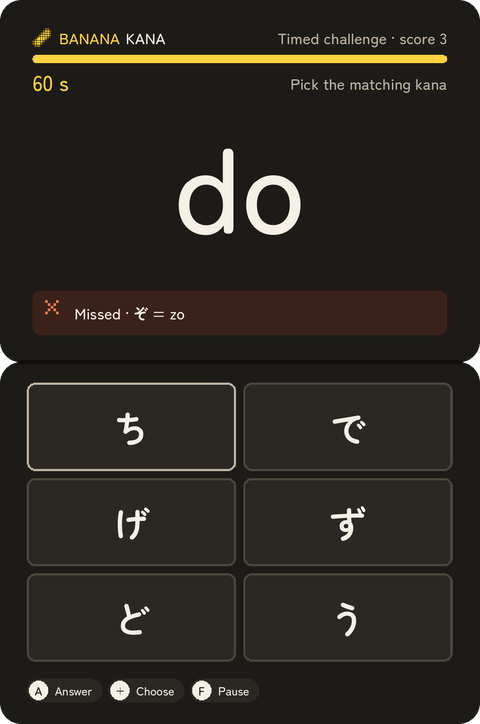 BANANA KANA
Timed challenge · score 3
60 s
Pick the matching kana
do
Missed · ぞ = zo
ち
で
げ
ず
ど
う
A Answer
+ Choose
F Pause